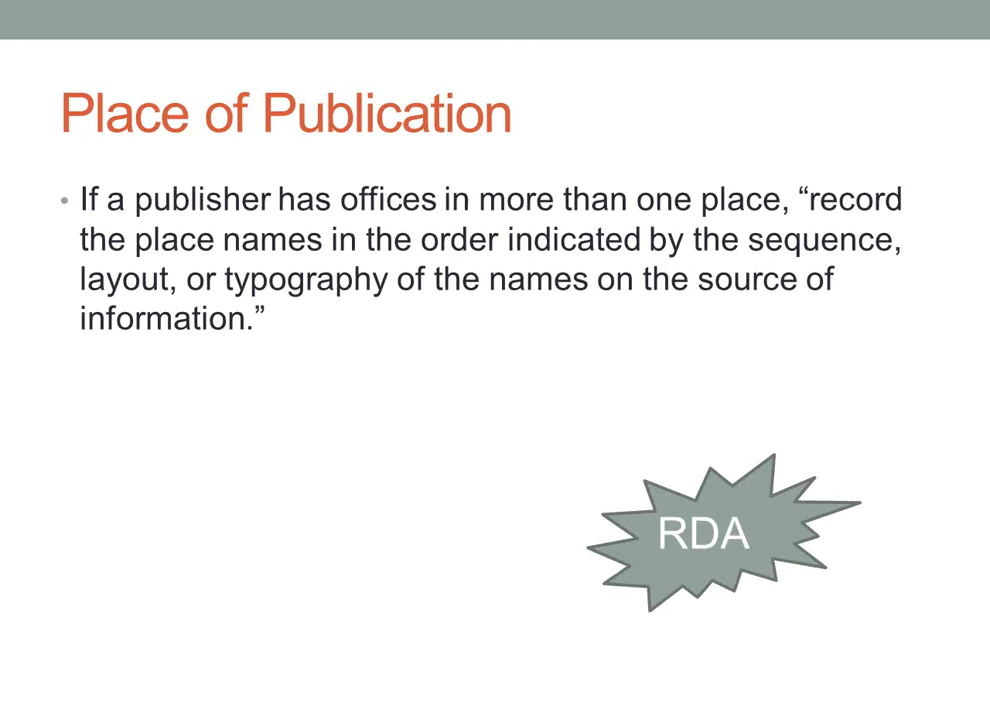 Place of Publication
• If a publisher has offices in more than one place, “record
the place names in the order indicated by the sequence,
layout, or typography of the names on the source of
information.”
RDA